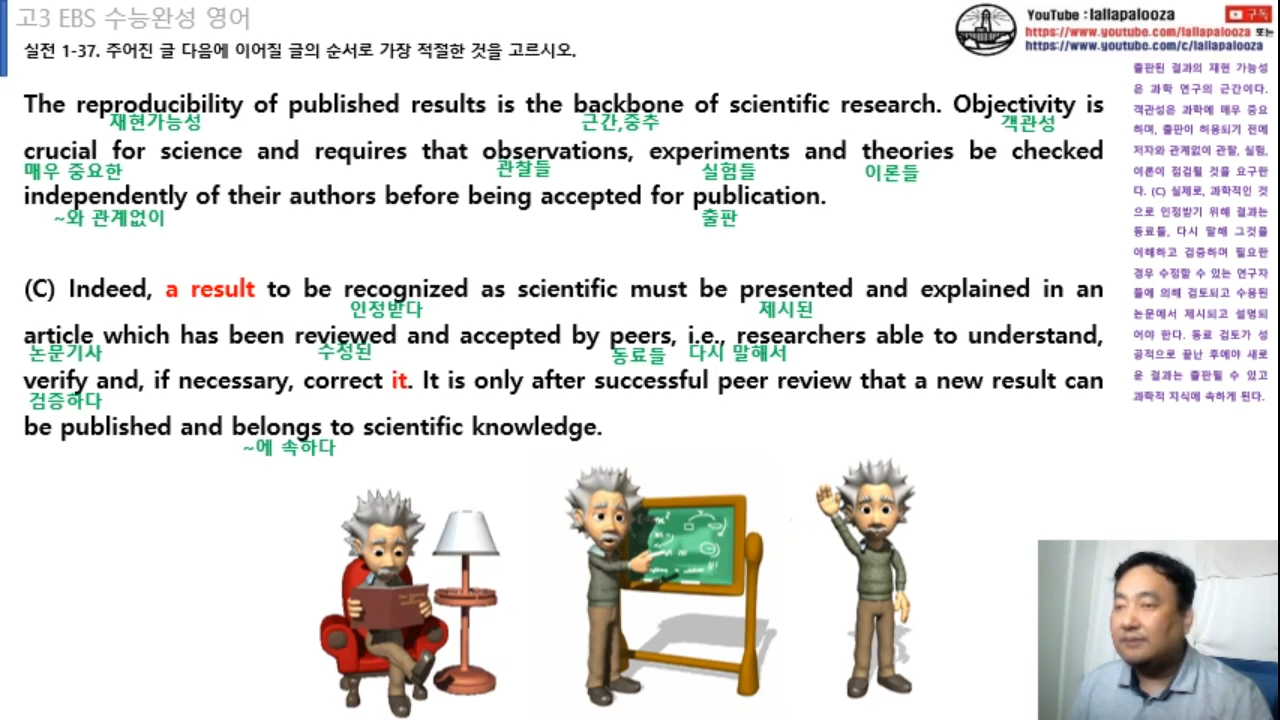 고3 EBS 수능완성 영어
실전 1-37. 주어진 글 다음에 이어질 글의 순서로 가장 적절한 것을 고르시오.
YouTube : lallapalooza
구독
https://www.youtube.com/lallapalooza 또는
https://www.youtube.com/c/lallapalooza
The reproducibility of published results is the backbone of scientific research. Objectivity is
재현가능성 근간,중추 객관성
crucial for science and requires that observations, experiments and theories be checked
매우 중요한 관찰들 실험들 이론들
independently of their authors before being accepted for publication.
~와 관계없이 출판
(C) Indeed, a result to be recognized as scientific must be presented and explained in an
인정받다 제시된
article which has been reviewed and accepted by peers, i.e., researchers able to understand,
논문기사 수정된 동료들 다시 말해서
verify and, if necessary, correct it. It is only after successful peer review that a new result can
검증하다
be published and belongs to scientific knowledge.
~에 속하다
출판된 결과의 재현 가능성
은 과학 연구의 근간이다.
객관성은 과학에 매우 중요
하며, 출판이 허용되기 전에
저자와 관계없이 관찰, 실험,
이론이 점검될 것을 요구한
다. (C) 실제로, 과학적인 것
으로 인정받기 위해 결과는
동료들, 다시 말해 그것을
이해하고 검증하며 필요한
경우 수정할 수 있는 연구자
들에 의해 검토되고 수용된
논문에서 제시되고 설명되
어야 한다. 동료 검토가 성
공적으로 끝난 후에야 새로
운 결과는 출판될 수 있고
과학적 지식에 속하게 된다.